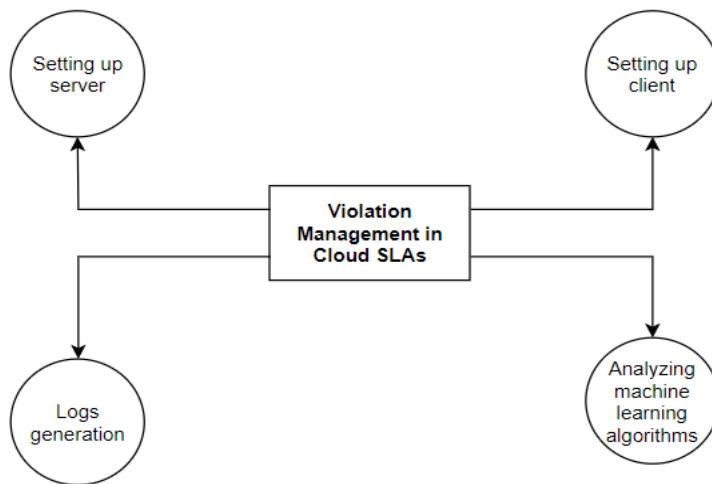 Setting up
server
Setting up
client
Violation
Management in
Cloud SLAs
Logs
generation
Analyzing
machine
learning
algorithms